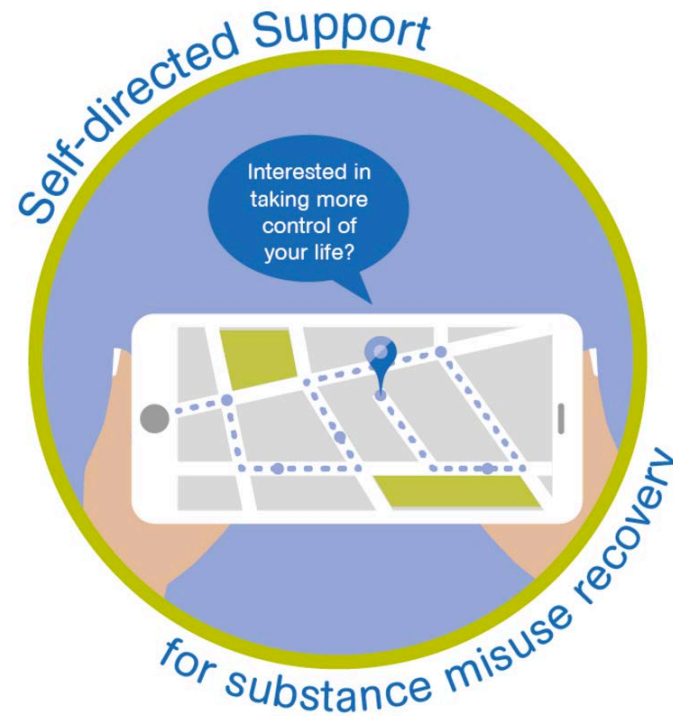 Self-directed Support
Interested in
taking more
control of
your life?
for substance misuse recovery